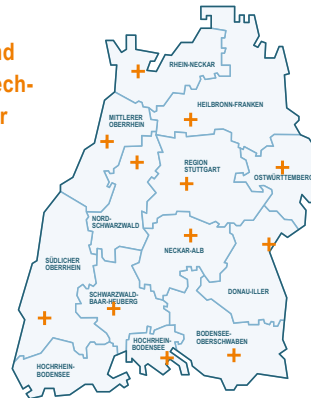 nd
ech-
r
RHEIN-NECKAR
HEILBRONN-FRANKEN
MITTLERER
OBERRHEIN
REGION
STUTTGART
OSTWÜRTTEMBERG
NORD-
SCHWARZWALD
NECKAR-ALB
SÜDLICHER
OBERRHEIN
DONAU-ILLER
SCHWARZWALD-
BAAR-HEUBERG
BODENSEE-
OBERSCHWABEN
HOCHRHEIN-
BODENSEE
HOCHRHEIN-
BODENSEE